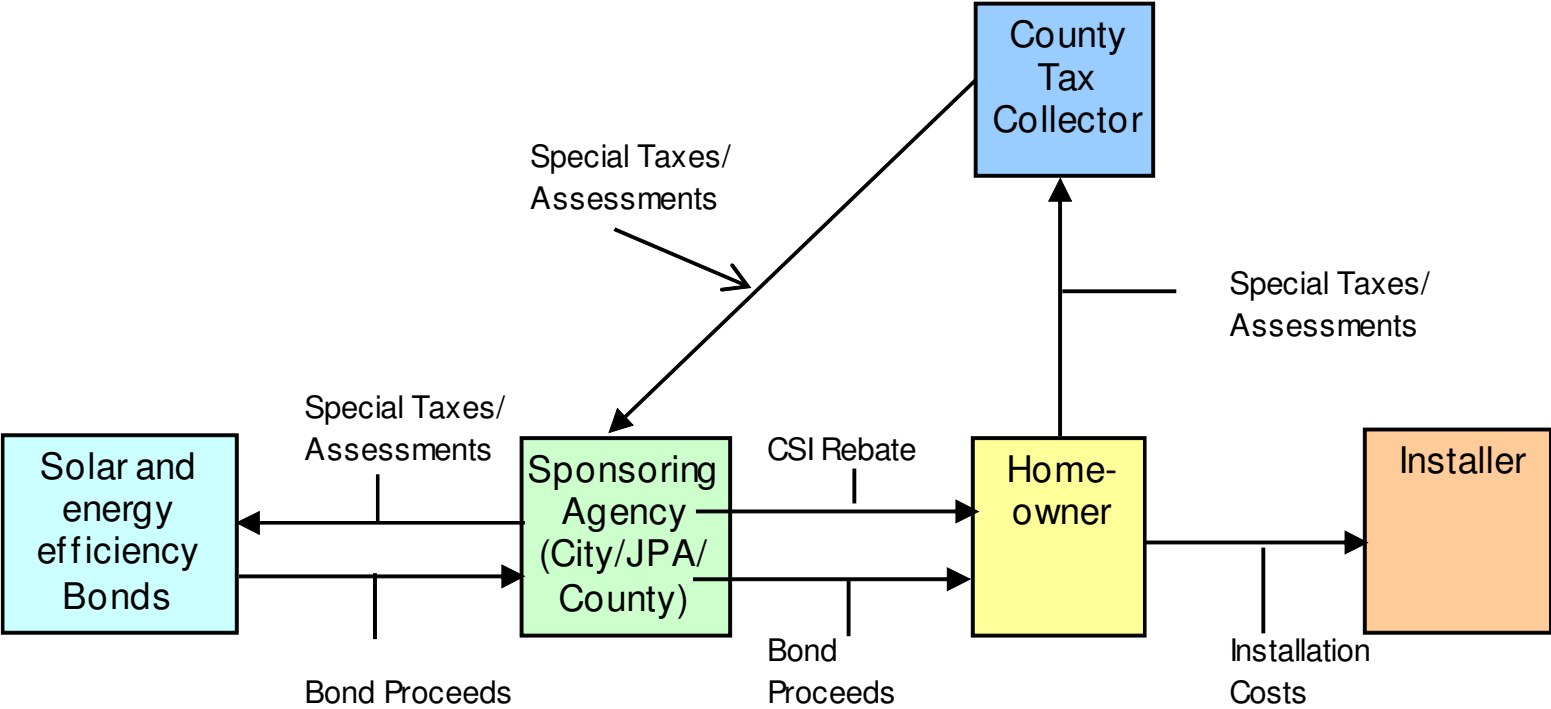 County
Tax
Collector
Special Taxes/
Assessments
Special Taxes/
Assessments
Special Taxes/
Assessments
Solar and
energy
efficiency
Bonds
Sponsoring
Agency
(City/JPA/
County)
CSI Rebate
Home-
owner
Installer
Bond Proceeds
Bond
Proceeds
Installation
Costs